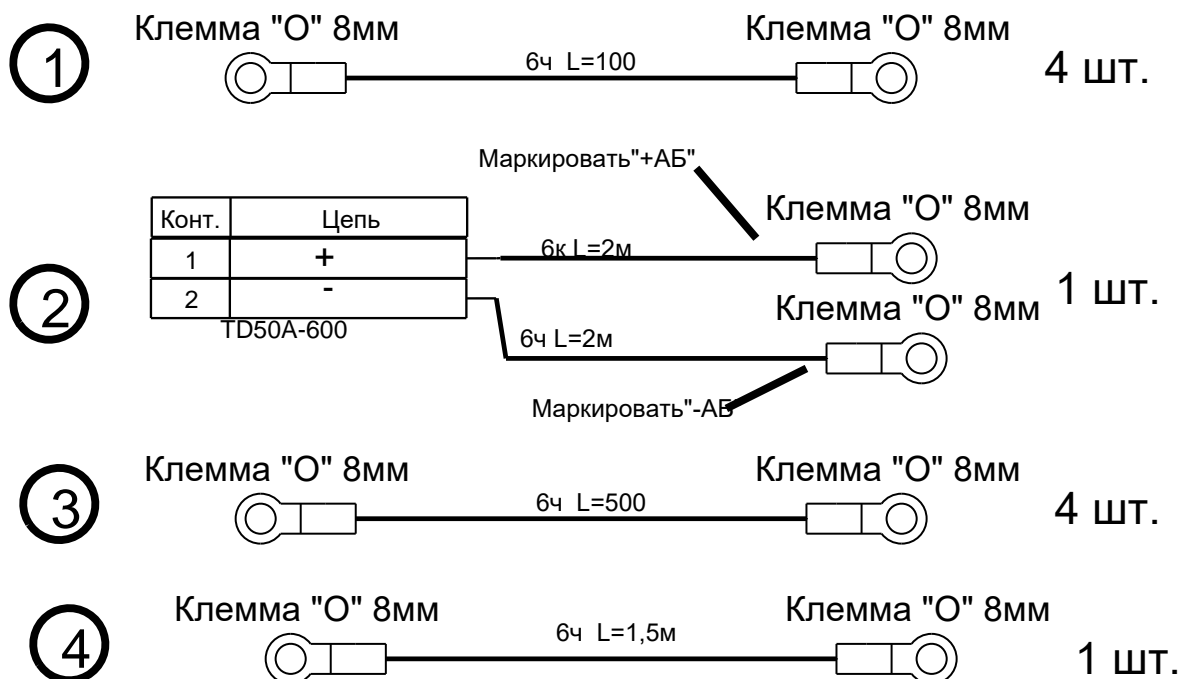 Клемма "О" 8мм Клемма "О" 8мм
1 6ч L=100 4 шт.
Маркировать"+АБ"
Клемма "О" 8мм
Конт. Цепь
1 + 6к L=2м
2 1 шт.
2 - Клемма "О" 8мм
TD50A-600 6ч L=2м
Маркировать"-АБ
Клемма "О" 8мм Клемма "О" 8мм
3 6ч L=500 4 шт.
Клемма "О" 8мм Клемма "О" 8мм
4 6ч L=1,5м 1 шт.